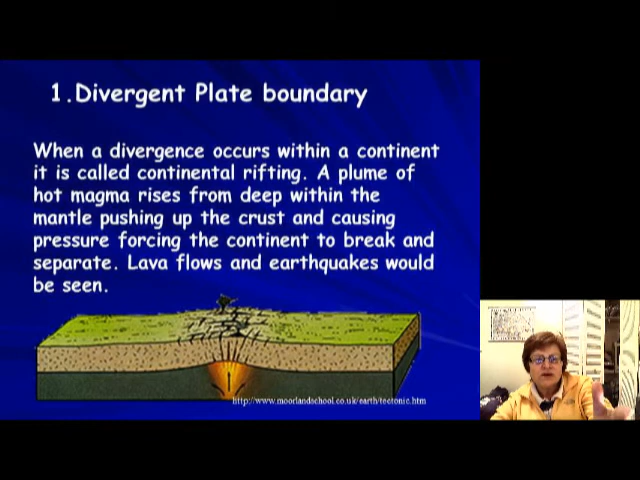 1.Divergent Plate boundary
When a divergence occurs within a continent
it is called continental rifting. A plume of
hot magma rises from deep within the
mantle pushing up the crust and causing
pressure forcing the continent to break and
separate. Lava flows and earthquakes would
be seen.
http://www.moorlandschool.co.uk/earth/tectonic.htm